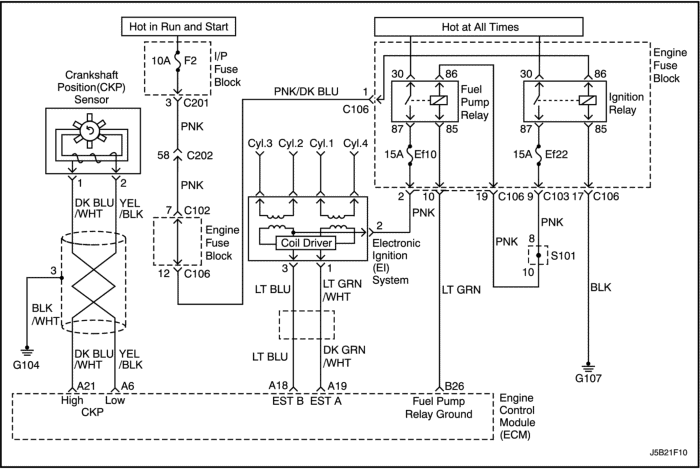 Hot in Run and Start
Hot at All Times
10A F2
I/P
Fuse
Block
Engine
Fuse
Block
Crankshaft
Position(CKP)
Sensor
3 C201
PNK
58 C202
PNK
7 C102
Engine
Fuse
Block
12 C106
PNK/DK BLU
1
C106
30 86
Fuel
Pump
Relay
87 85
15A Ef10
30 86
Ignition
Relay
87 85
15A Ef22
Cyl.3 Cyl.2 Cyl.1 Cyl.4
Coil Driver
2
Electronic
Ignition
(EI)
System
3 1
2 10 19 C106 9 C103 17 C106
PNK
PNK
PNK
8
S101
10
LT GRN
BLK
G107
1 2
DK BLU
/WHT
YEL
/BLK
3
BLK
/WHT
G104
DK BLU
/WHT
YEL
/BLK
LT BLU
LT GRN
/WHT
LT BLU
DK GRN
/WHT
A21 A6
High Low
CKP
A18 A19
EST B EST A
B26
Fuel Pump
Relay Ground
Engine
Control
Module
(ECM)
J5B21F10